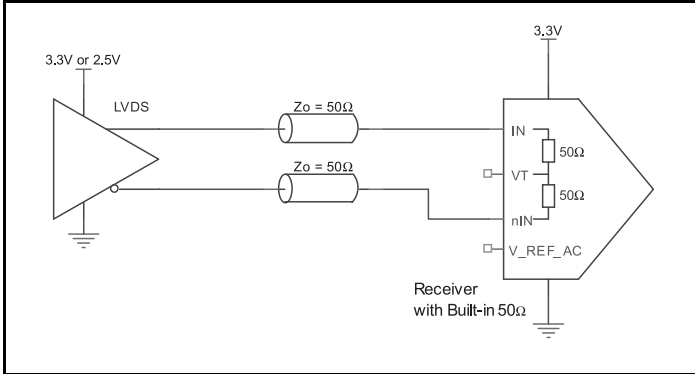 3.3V or 2.5V
3.3V
LVDS
Zo = 50Ω
IN
50Ω
Zo = 50Ω
VT
50Ω
nIN
V_REF_AC
Receiver
with Built-in 50Ω